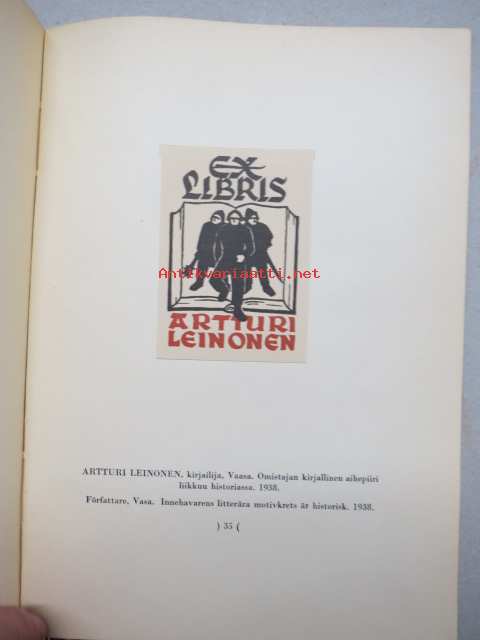 EX
LIBRIS
Antikvariaatti.net
ARTTURI
LEINONEN
ARTTURI LEINONEN, kirjailija, Vaasa. Omistajan kirjallinen aihepiiri
liikkuu historiassa. 1938.
Författare, Vasa. Innehavarens litterära motivkrets är historisk. 1938.
) 35 (